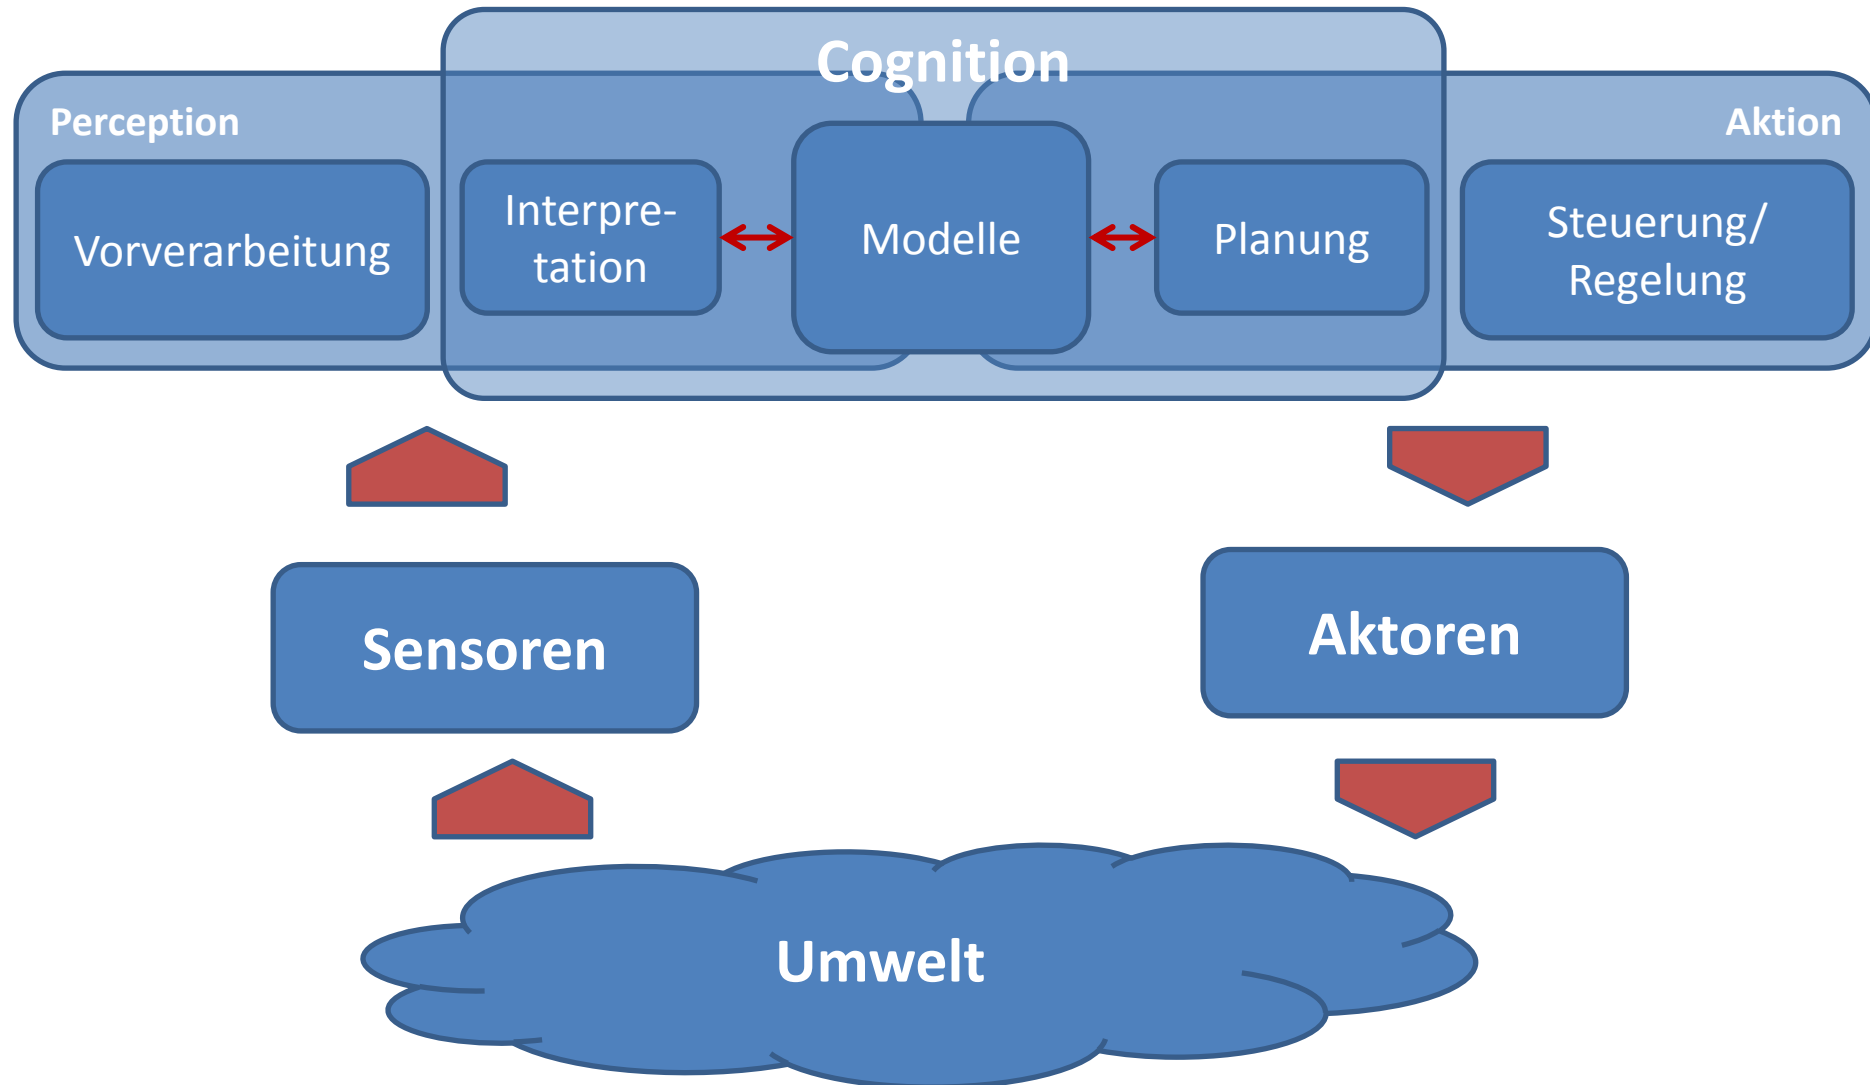 Cognition
Perception
Aktion
Vorverarbeitung
Interpre-
tation
Modelle
Planung
Steuerung/
Regelung
Sensoren
Aktoren
Umwelt